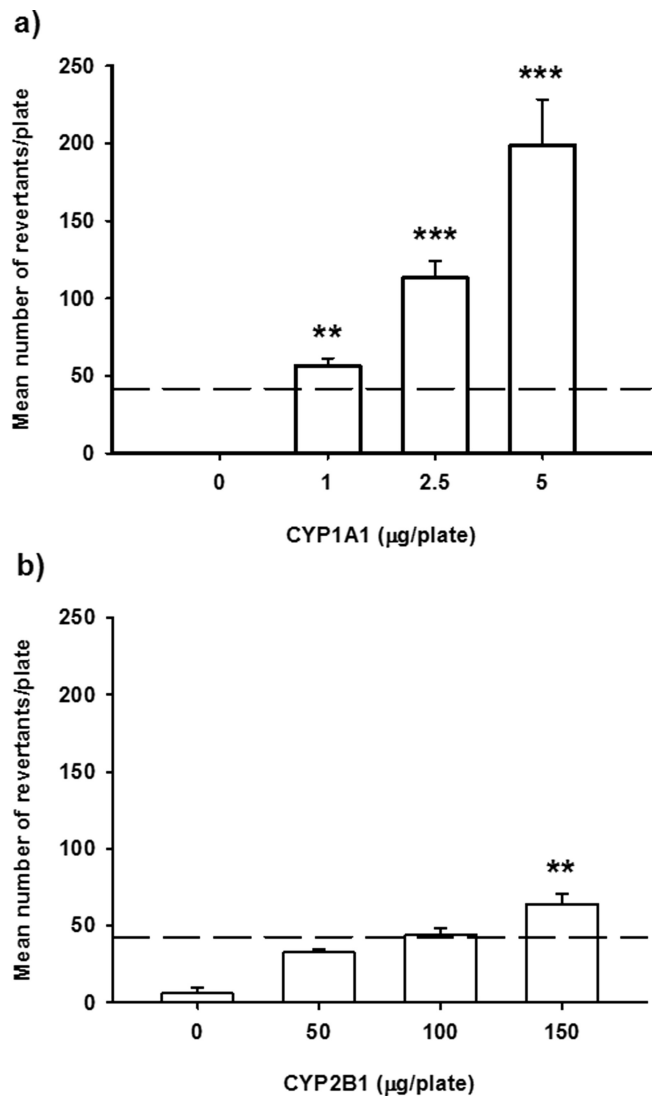 a)
Mean number of revertants/plate
250
200
150
100
50
0
**
***
***
0 1 2.5 5
CYP1A1 (μg/plate)
b)
Mean number of revertants/plate
250
200
150
100
50
0
**
0 50 100 150
CYP2B1 (μg/plate)